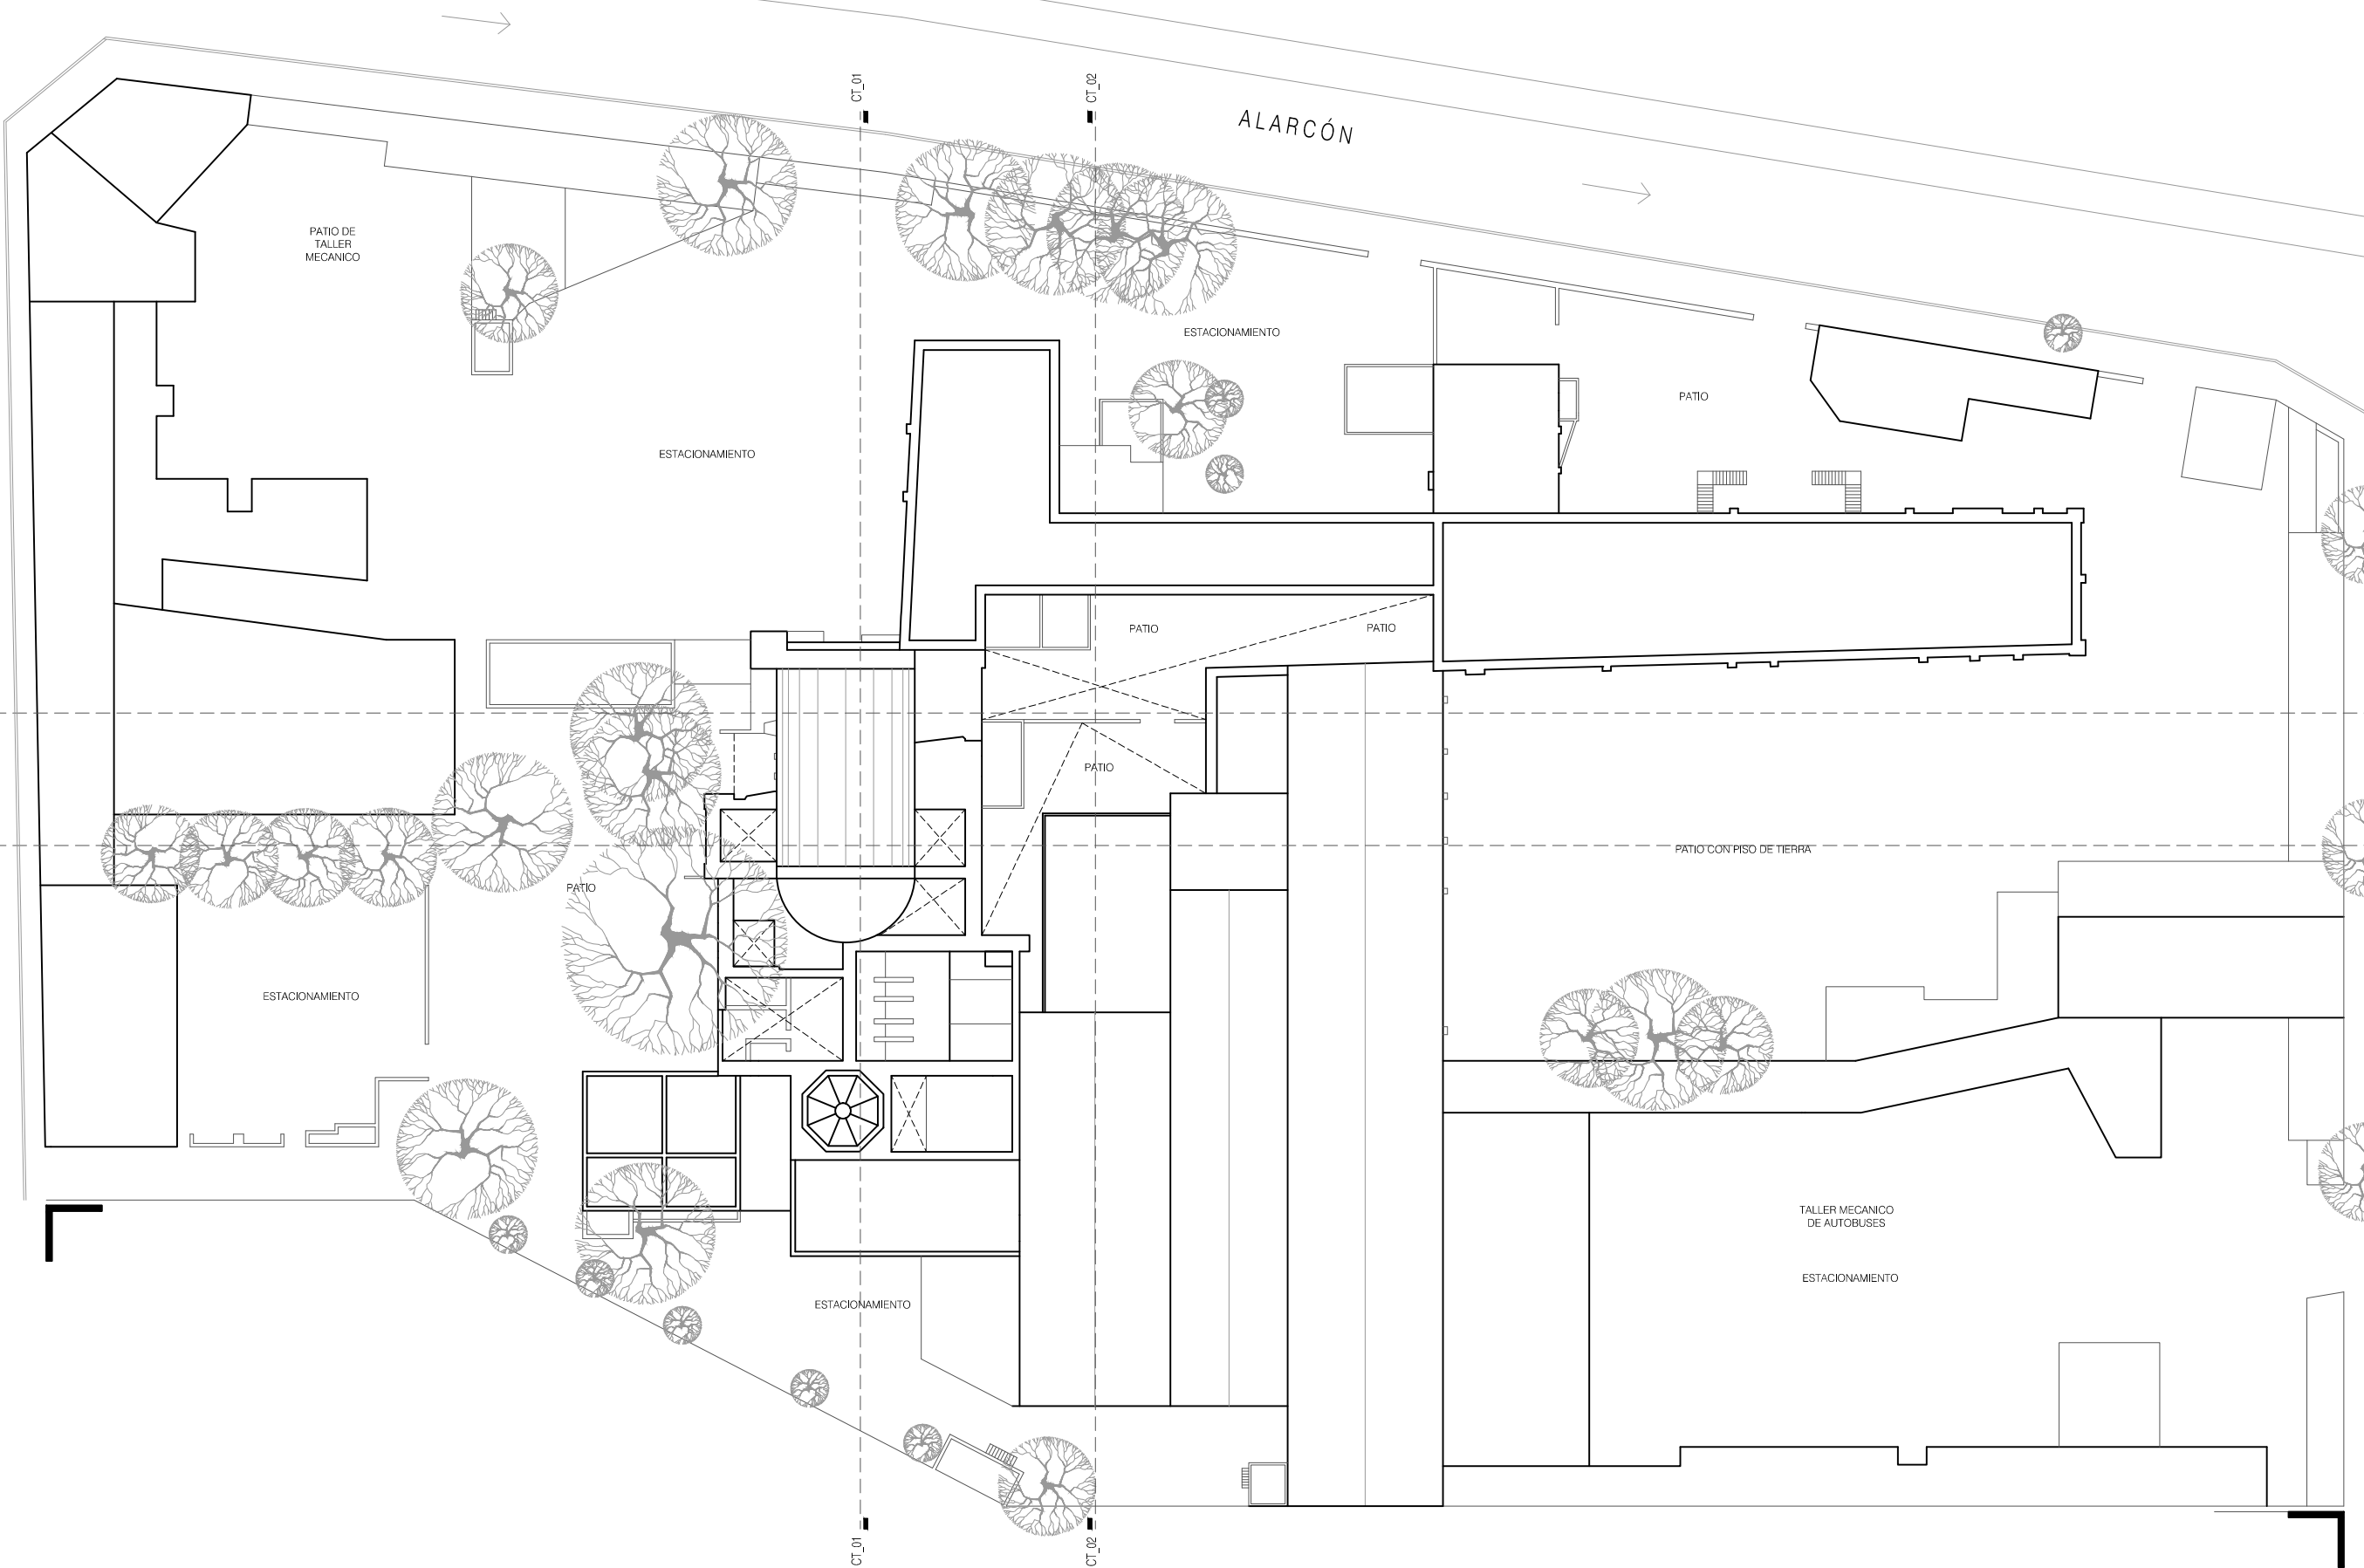 CT_01
CT_02
ALARCÓN
PATIO DE
TALLER
MECANICO
ESTACIONAMIENTO
PATIO
ESTACIONAMIENTO
PATIO
PATIO
PATIO
PATIO CON PISO DE TIERRA
PATIO
ESTACIONAMIENTO
TALLER MECANICO
DE AUTOBUSES
ESTACIONAMIENTO
ESTACIONAMIENTO
CT_01
CT_02